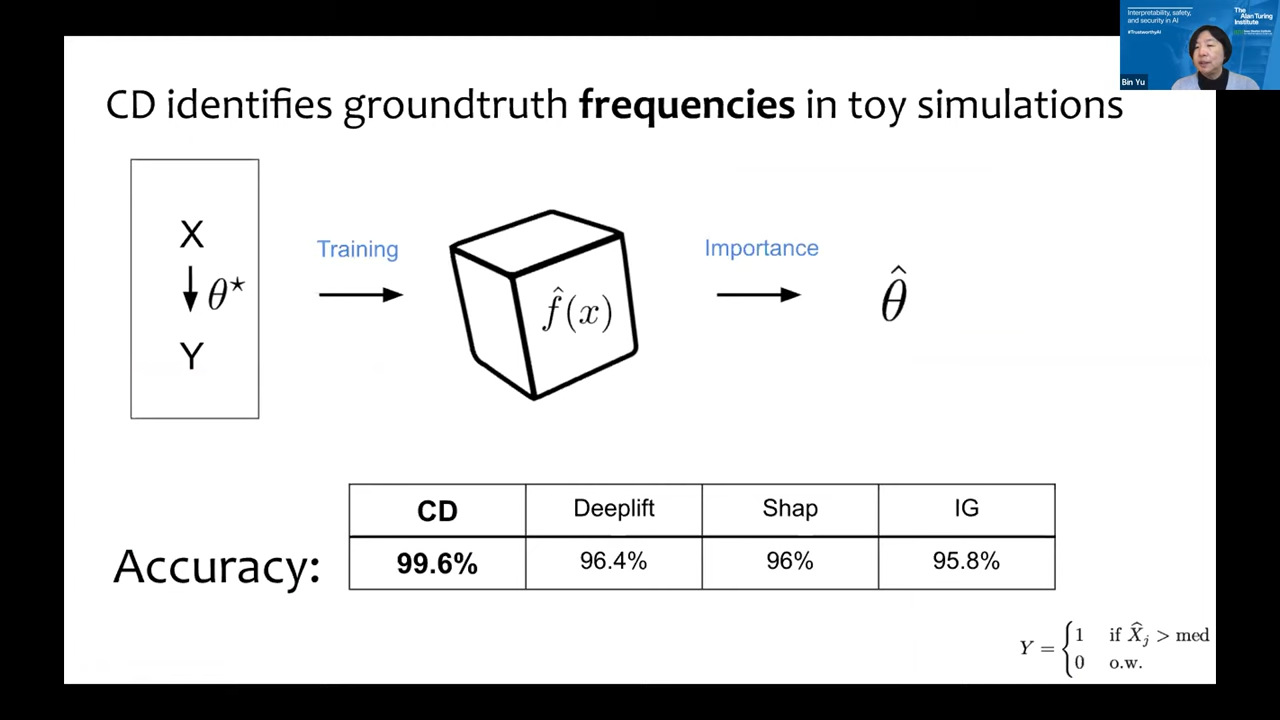 Interpretability, safety,
and security in AI
#TrustworthyAI
The
Alan Turing
Institute
Bin Yu
CD identifies groundtruth frequencies in toy simulations
X
θ⋆
Y
Training
f̂(x)
Importance
θ̂
CD Deeplift Shap IG
Accuracy: 99.6% 96.4% 96% 95.8%
Y = { 1 if X̂j > med
0 o.w.